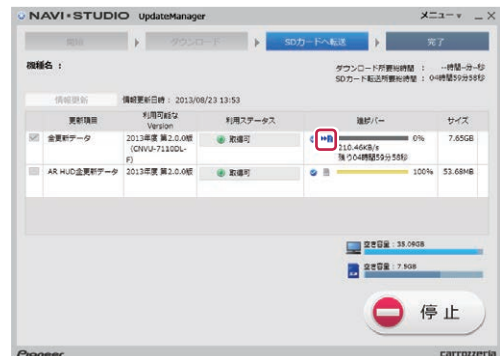 NAVI•STUDIO UpdateManager メニュー
開始 ダウンロード SDカードへ転送 完了
機種名 :
ダウンロード所要時間 : --時間--分--秒
SDカード転送所要時間 : 04時間59分58秒
情報更新 情報更新日時 : 2013/08/23 13:53
更新項目 利用可能なVersion 利用ステータス 進捗バー サイズ
全更新データ 2013年度 第2.0.0版 取得可 0% 7.65GB
(CNVU-7110DL-
F)
210.46KB/s
残り04時間59分58秒
AR HUD全更新データ 2013年度 第2.0.0版 取得可 100% 53.68MB
空き容量 : 38.09GB
空き容量 : 7.9GB
停止
Pioneer carrozzeria